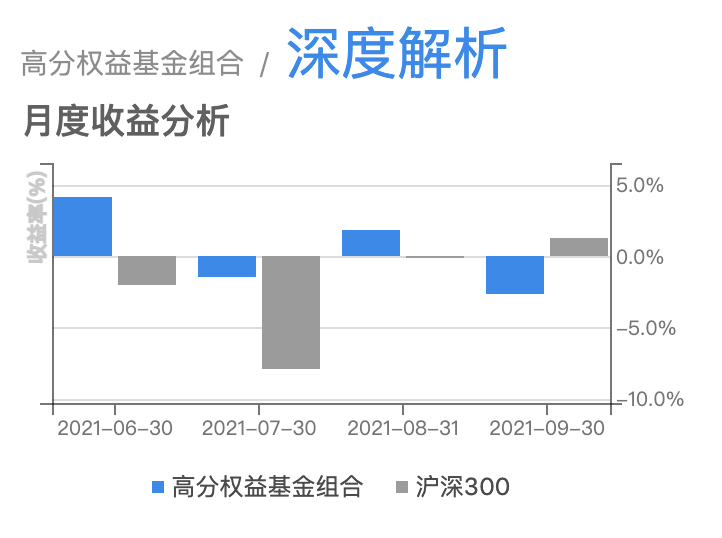 高分权益基金组合 / 深度解析
月度收益分析
收益率(%)
5.0%
0.0%
-5.0%
-10.0%
2021-06-30 2021-07-30 2021-08-31 2021-09-30
高分权益基金组合 沪深300